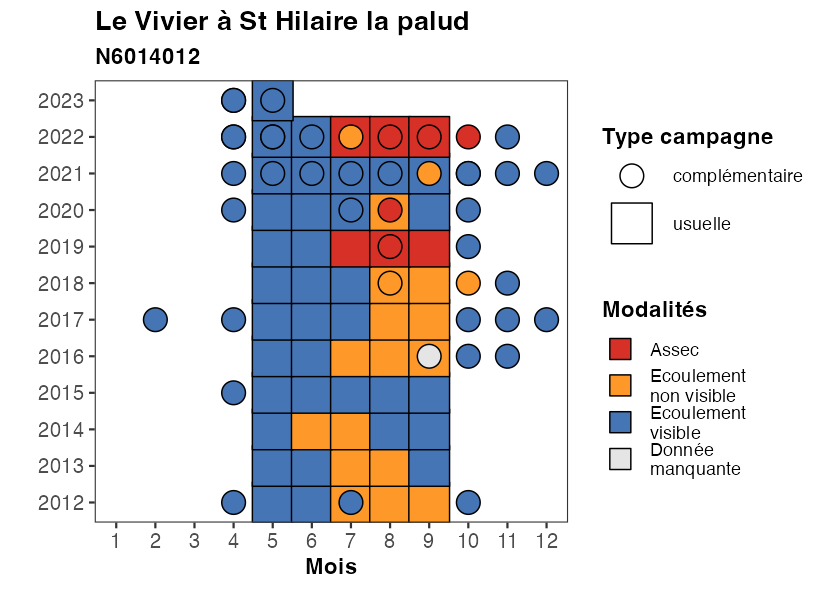 Le Vivier à St Hilaire la palud
N6014012
2023
2022
2021
2020
2019
2018
2017
2016
2015
2014
2013
2012
1 2 3 4 5 6 7 8 9 10 11 12
Mois
Type campagne
complémentaire
usuelle
Modalités
Assec
Ecoulement
non visible
Ecoulement
visible
Donnée
manquante